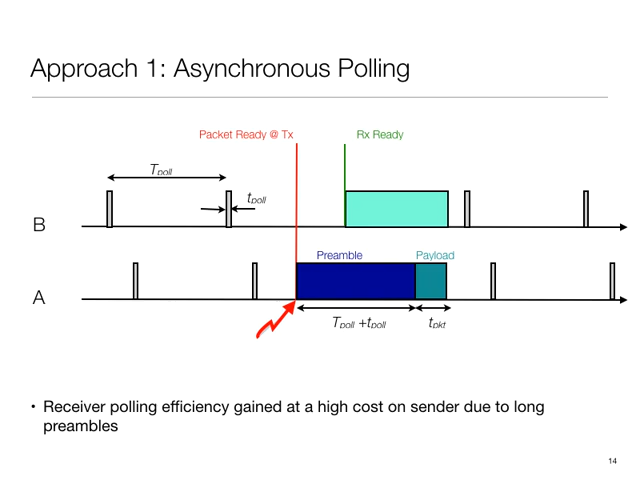 Approach 1: Asynchronous Polling
Packet Ready @ Tx
Rx Ready
Tpoll
tpoll
B
Preamble
Payload
A
Tpoll +tpoll
tpkt
• Receiver polling efficiency gained at a high cost on sender due to long
preambles
14